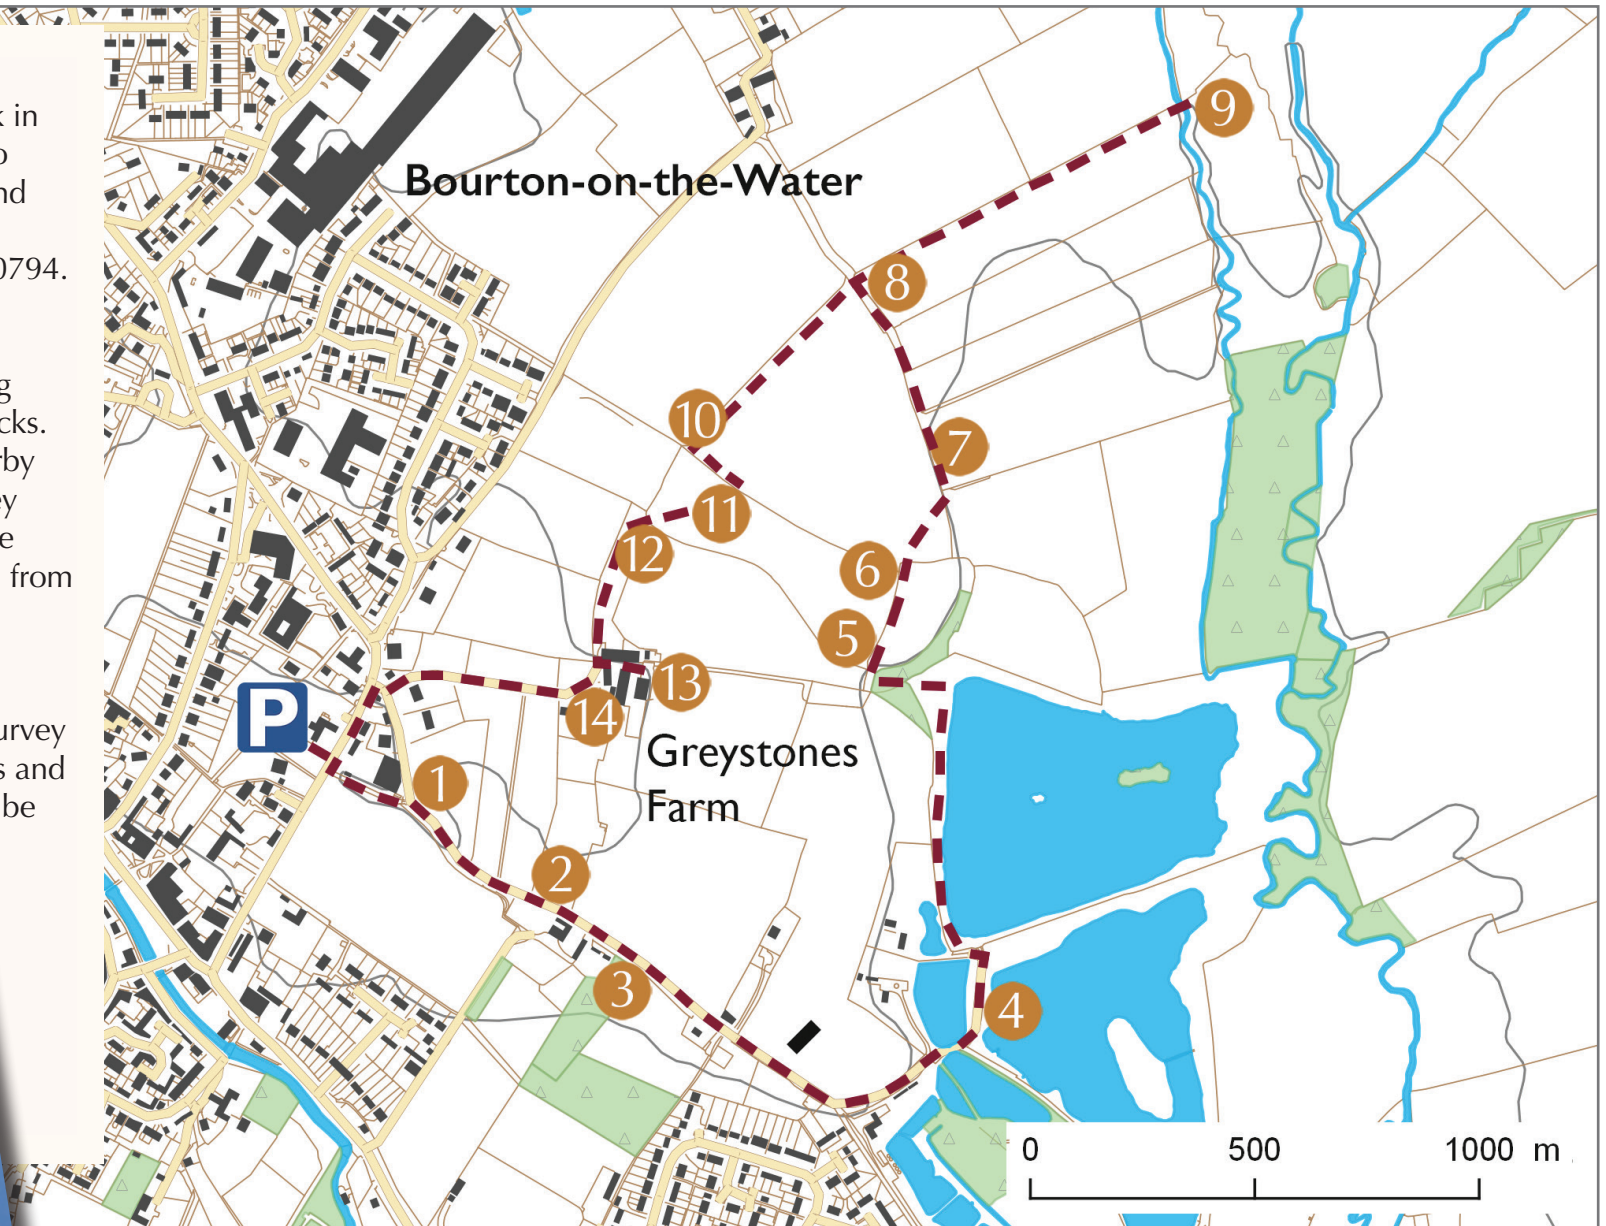 k in
o
nd
0794.
g
cks.
rby
ey
e
from
urvey
s and
be
Bourton-on-the-Water
9
8
10
7
11
12
6
5
13
14
P
Greystones
Farm
1
2
3
4
0 500 1000 m